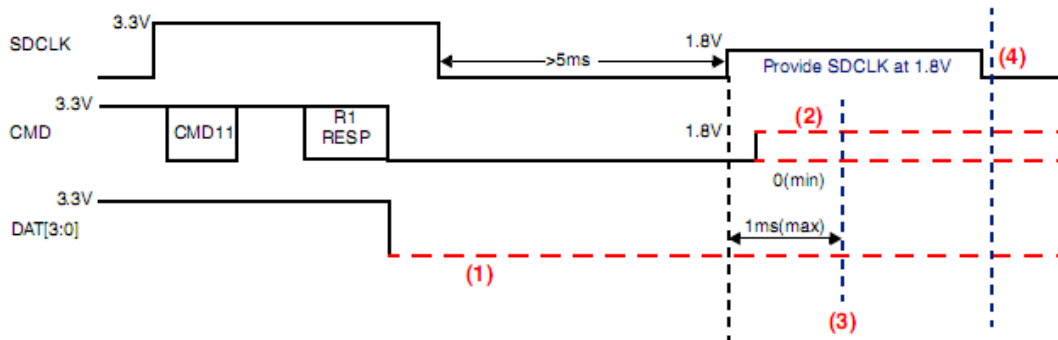 3.3V
SDCLK
1.8V
>5ms
Provide SDCLK at 1.8V
(4)
3.3V
CMD
CMD11
R1
RESP
1.8V
(2)
0(min)
3.3V
DAT[3:0]
1ms(max)
(1)
(3)